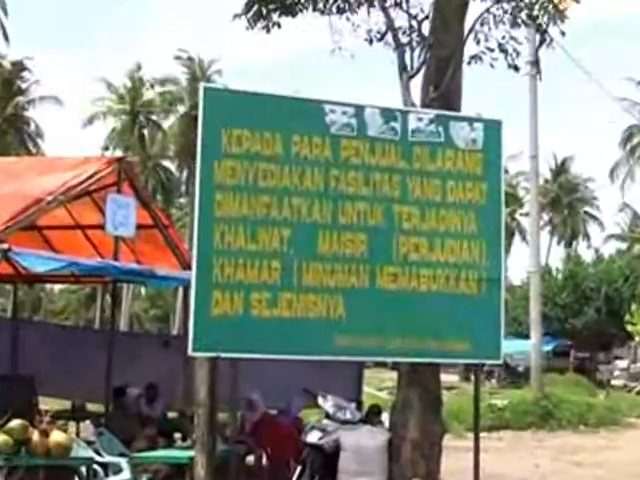 KEPADA PARA PENJUAL DILARANG
MENYEDIAKAN FASILITAS YANG DAPAT
DIMANFAATKAN UNTUK TERJADINYA
KHALWAT, MAISIR (PERJUDIAN),
KHAMAR (MINUMAN MEMABUKKAN)
DAN SEJENISNYA